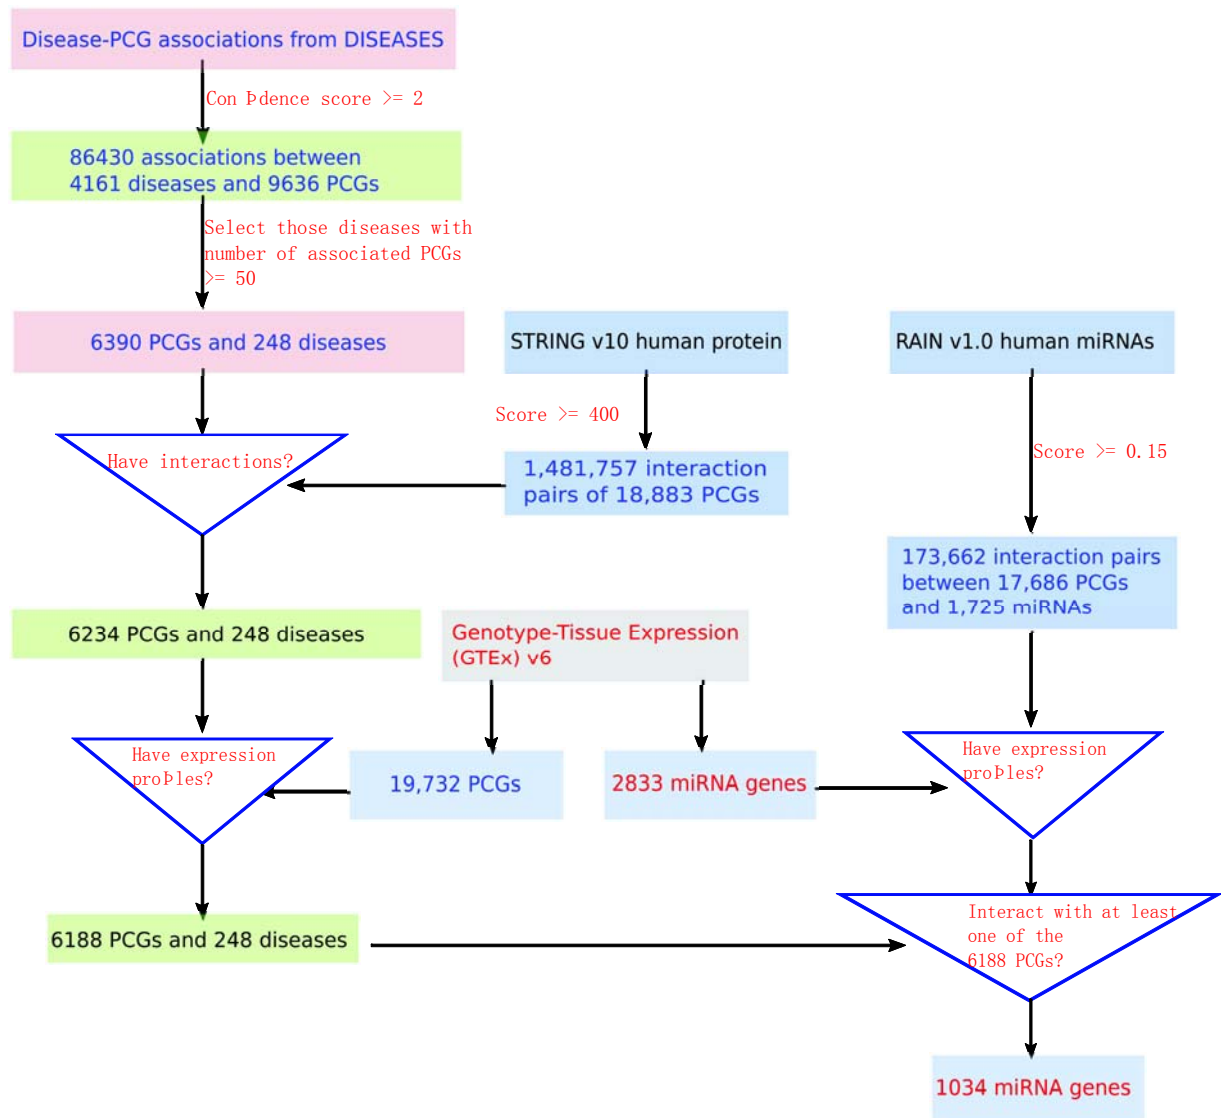 Disease-PCG associations from DISEASES
Con Þdence score >= 2
86430 associations between
4161 diseases and 9636 PCGs
Select those diseases with
number of associated PCGs
>= 50
6390 PCGs and 248 diseases
STRING v10 human protein
RAIN v1.0 human miRNAs
Score >= 400
Score >= 0.15
Have interactions?
1,481,757 interaction
pairs of 18,883 PCGs
173,662 interaction pairs
between 17,686 PCGs
and 1,725 miRNAs
6234 PCGs and 248 diseases
Genotype-Tissue Expression
(GTEx) v6
Have expression
proÞles?
19,732 PCGs
2833 miRNA genes
Have expression
proÞles?
6188 PCGs and 248 diseases
Interact with at least
one of the
6188 PCGs?
1034 miRNA genes